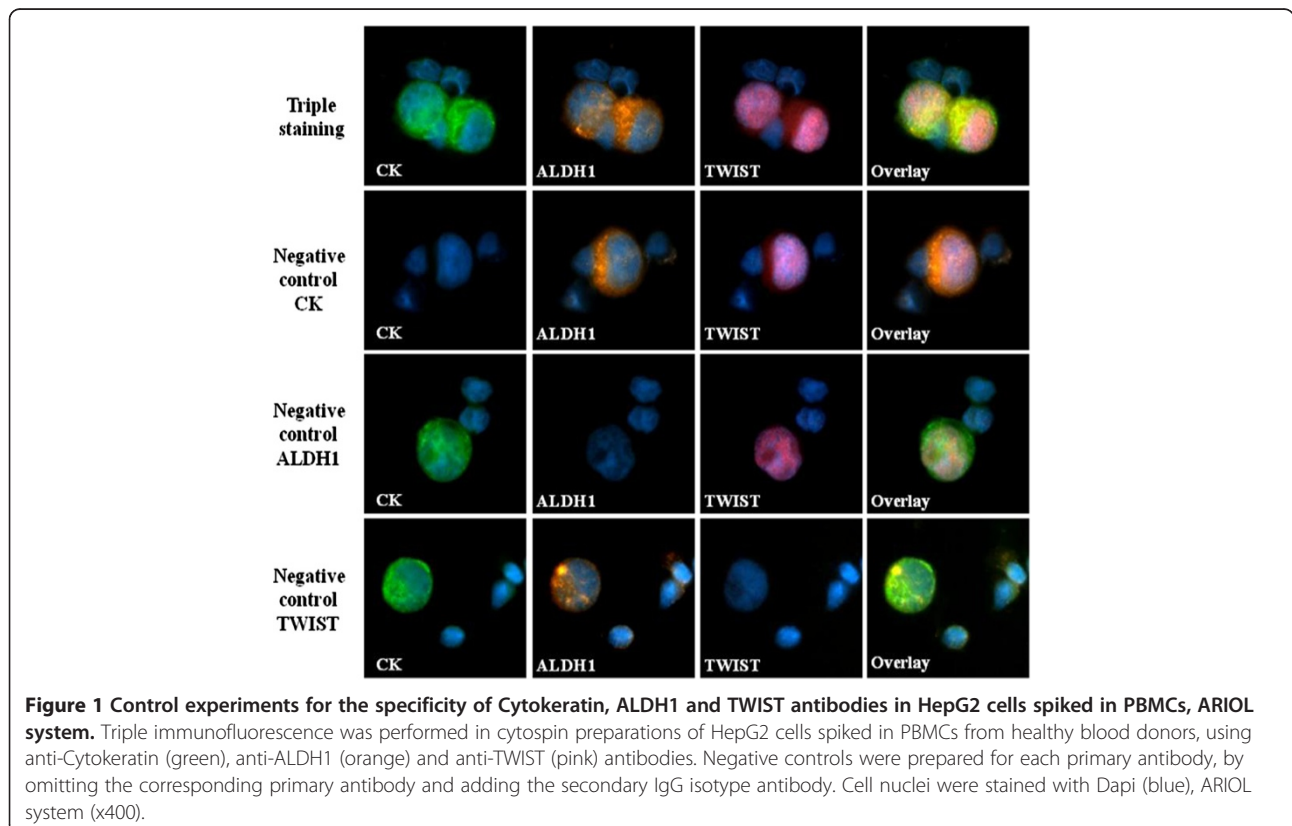 Triple
staining
CK
ALDH1
TWIST
Overlay
Negative
control
CK
CK
ALDH1
TWIST
Overlay
Negative
control
ALDH1
CK
ALDH1
TWIST
Overlay
Negative
control
TWIST
CK
ALDH1
TWIST
Overlay
Figure 1 Control experiments for the specificity of Cytokeratin, ALDH1 and TWIST antibodies in HepG2 cells spiked in PBMCs, ARIOL
system. Triple immunofluorescence was performed in cytospin preparations of HepG2 cells spiked in PBMCs from healthy blood donors, using
anti-Cytokeratin (green), anti-ALDH1 (orange) and anti-TWIST (pink) antibodies. Negative controls were prepared for each primary antibody, by
omitting the corresponding primary antibody and adding the secondary IgG isotype antibody. Cell nuclei were stained with Dapi (blue), ARIOL
system (x400).